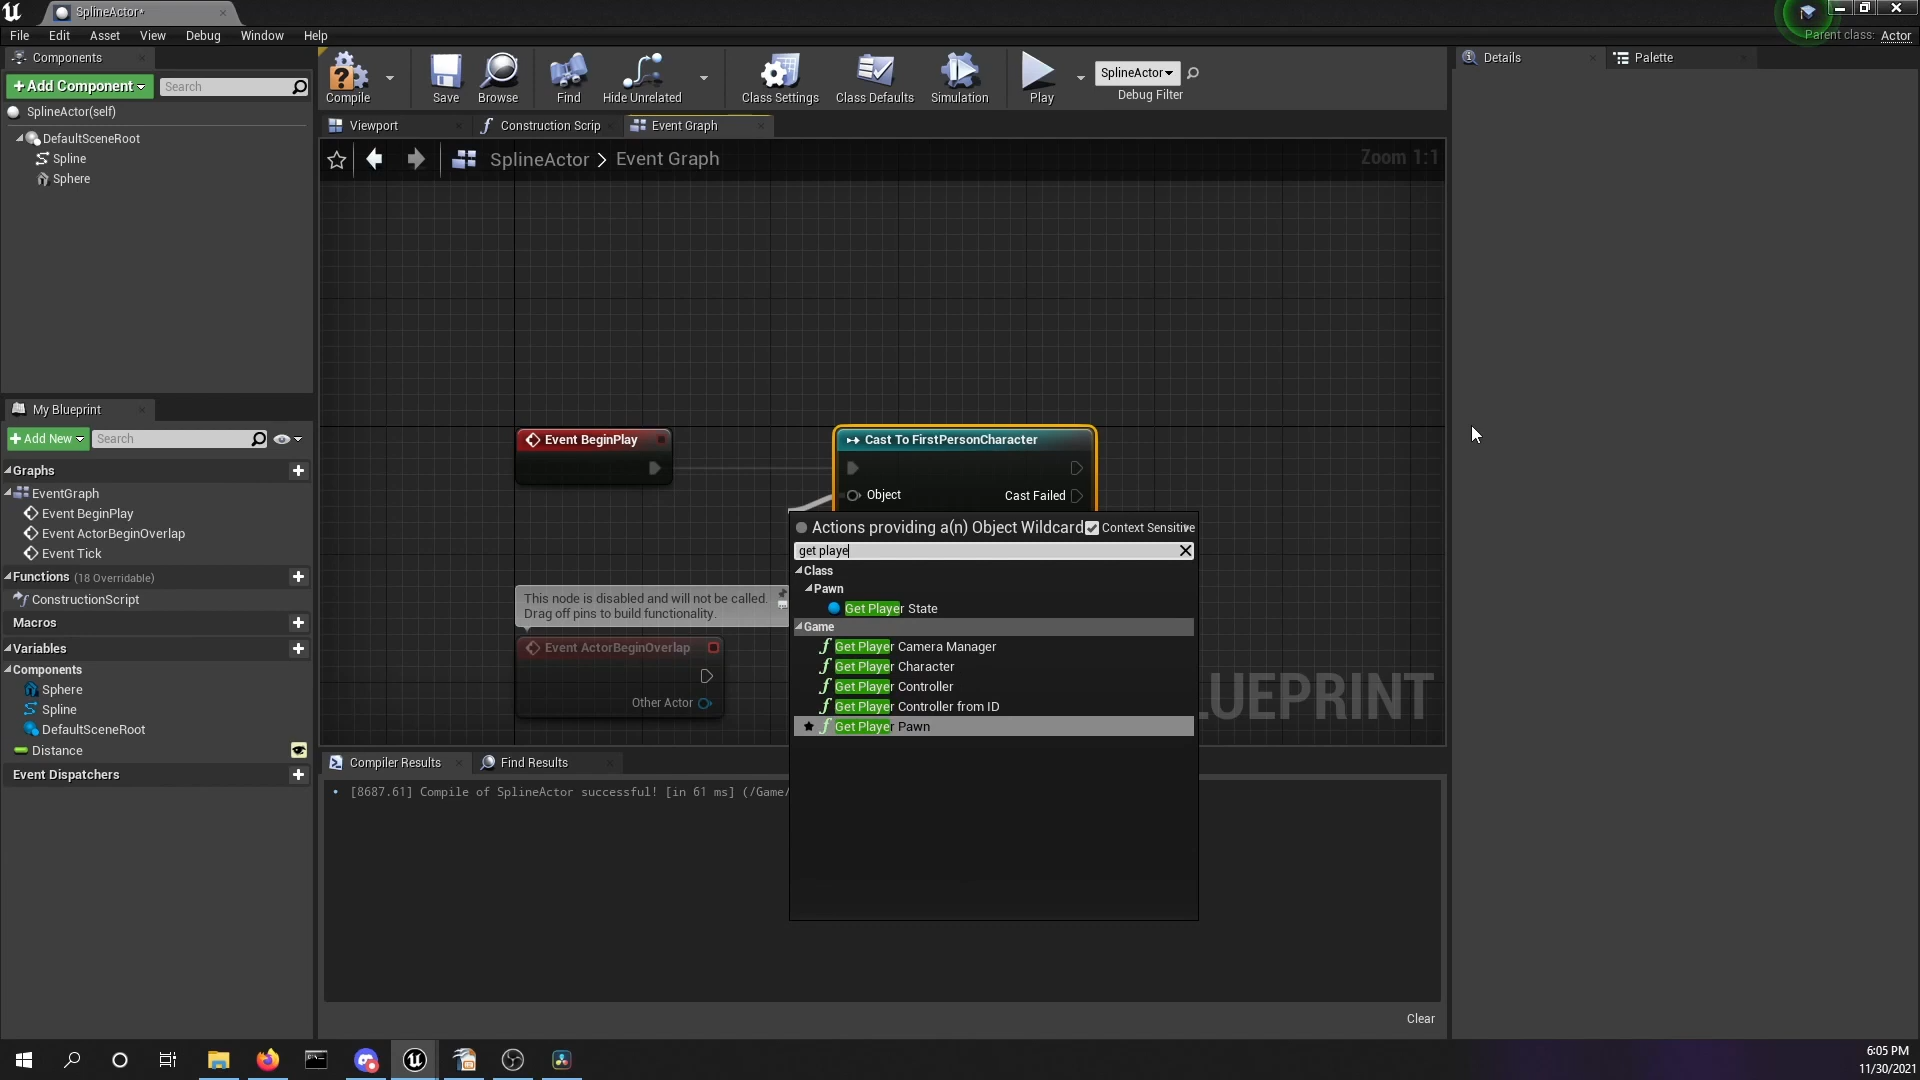 SplineActor*
File Edit Asset View Debug Window Help
Parent class: Actor
Components
+Add Component
Search
SplineActor(self)
DefaultSceneRoot
Spline
Sphere
Compile
Save
Browse
Find
Hide Unrelated
Class Settings
Class Defaults
Simulation
Play
SplineActor
Debug Filter
Details
Palette
Viewport
Construction Scrip
Event Graph
SplineActor > Event Graph
Zoom 1:1
Event BeginPlay
Cast To FirstPersonCharacter
Object
Cast Failed
This node is disabled and will not be called.
Drag off pins to build functionality.
Event ActorBeginOverlap
Other Actor
Actions providing a(n) Object Wildcard
Context Sensitive
get playe
Class
Pawn
Get Player State
Game
Get Player Camera Manager
Get Player Character
Get Player Controller
Get Player Controller from ID
Get Player Pawn
LUEPRINT
My Blueprint
+Add New
Search
Graphs
EventGraph
Event BeginPlay
Event ActorBeginOverlap
Event Tick
Functions (18 Overridable)
ConstructionScript
Macros
Variables
Components
Sphere
Spline
DefaultSceneRoot
Distance
Event Dispatchers
Compiler Results
Find Results
[8687.61] Compile of SplineActor successful! [in 61 ms] (/Game/
Clear
6:05 PM
11/30/2021